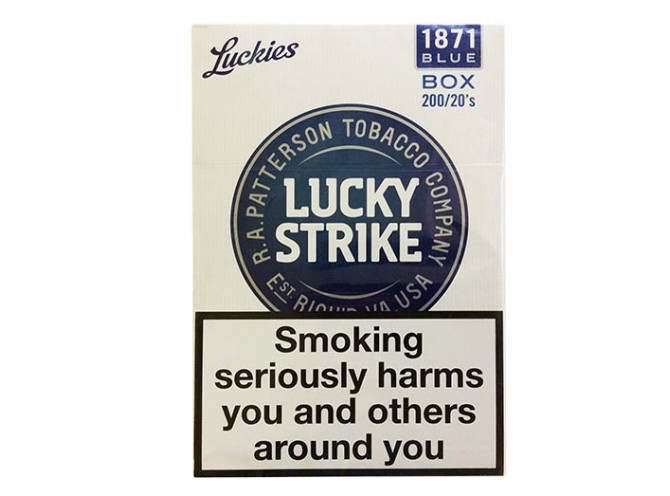 Luckies
1871
BLUE
BOX
200/20's
R.A.PATTERSON TOBACCO COMPANY
LUCKY
STRIKE
EST. RICH'D. VA. USA
Smoking
seriously harms
you and others
around you